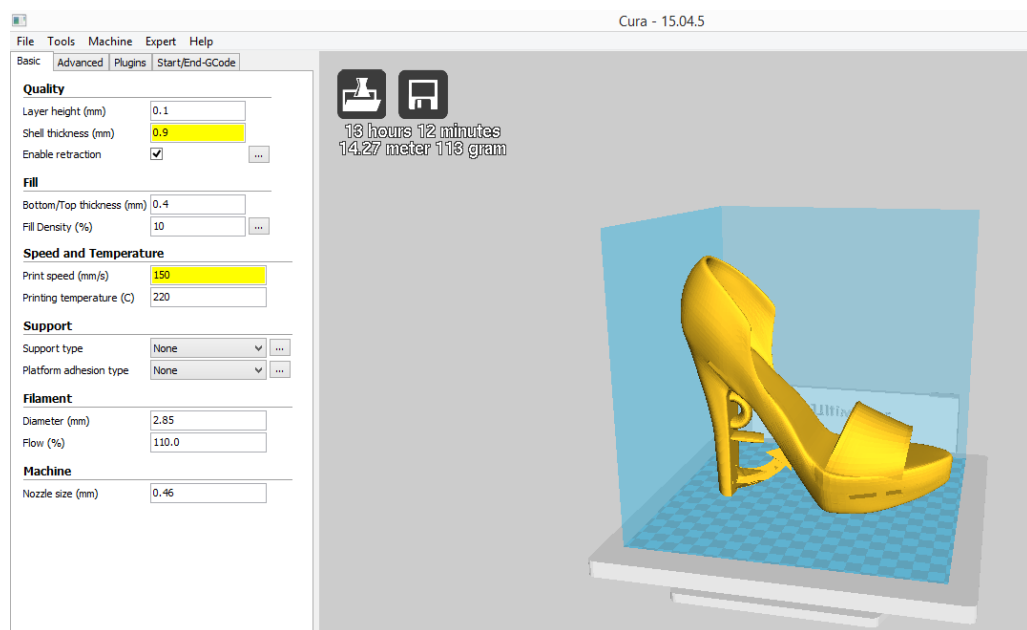 Cura - 15.04.5
File Tools Machine Expert Help
Basic Advanced Plugins Start/End-GCode
Quality
Layer height (mm) 0.1
Shell thickness (mm) 0.9
Enable retraction ...
Fill
Bottom/Top thickness (mm) 0.4
Fill Density (%) 10 ...
Speed and Temperature
Print speed (mm/s) 150
Printing temperature (C) 220
Support
Support type None ...
Platform adhesion type None ...
Filament
Diameter (mm) 2.85
Flow (%) 110.0
Machine
Nozzle size (mm) 0.46
13 hours 12 minutes
14.27 meter 113 gram